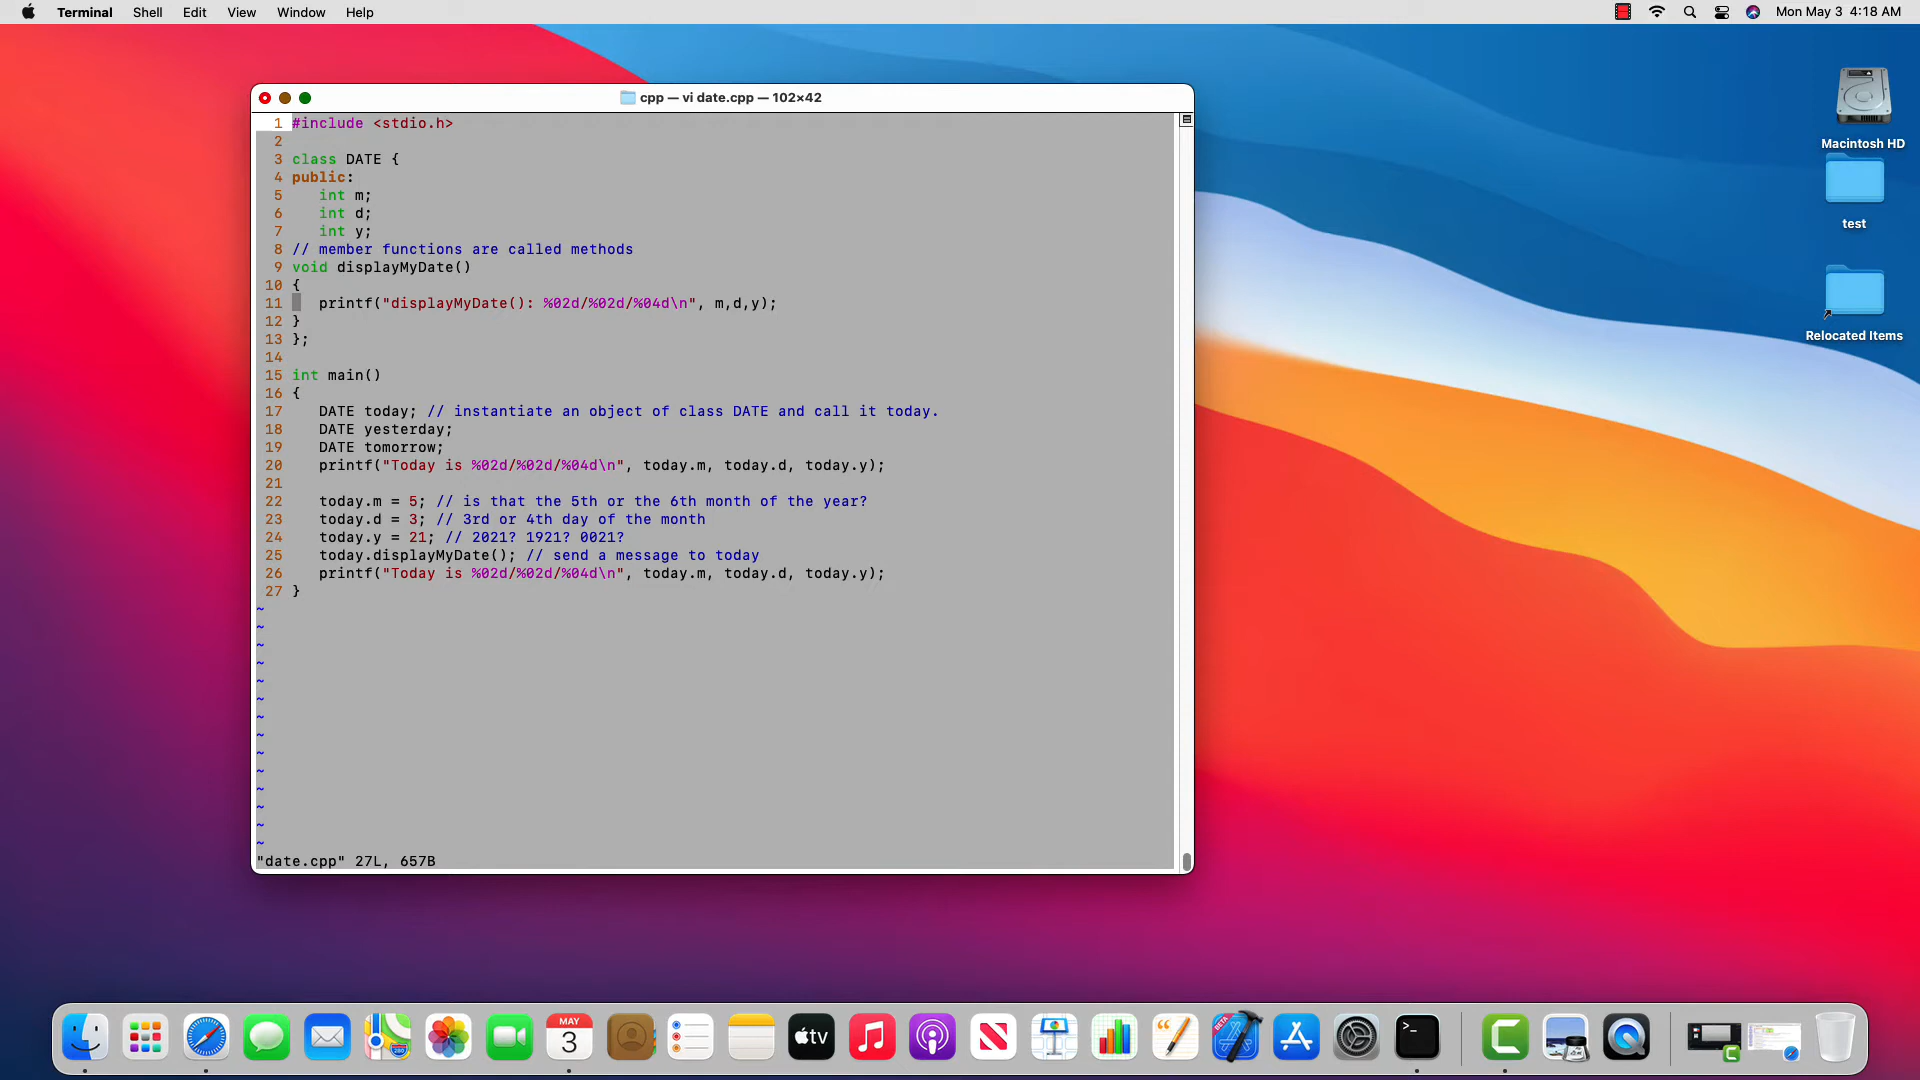 Terminal Shell Edit View Window Help Mon May 3 4:18 AM
cpp — vi date.cpp — 102×42
1 #include <stdio.h>
2
3 class DATE {
4 public:
5    int m;
6    int d;
7    int y;
8 // member functions are called methods
9 void displayMyDate()
10 {
11    printf("displayMyDate(): %02d/%02d/%04d\n", m,d,y);
12 }
13 };
14
15 int main()
16 {
17    DATE today; // instantiate an object of class DATE and call it today.
18    DATE yesterday;
19    DATE tomorrow;
20    printf("Today is %02d/%02d/%04d\n", today.m, today.d, today.y);
21
22    today.m = 5; // is that the 5th or the 6th month of the year?
23    today.d = 3; // 3rd or 4th day of the month
24    today.y = 21; // 2021? 1921? 0021?
25    today.displayMyDate(); // send a message to today
26    printf("Today is %02d/%02d/%04d\n", today.m, today.d, today.y);
27 }
~
~
~
~
~
~
~
~
~
~
~
~
~
~
"date.cpp" 27L, 657B
Macintosh HD
test
Relocated Items
MAY
3
tv
BETA
>_
280